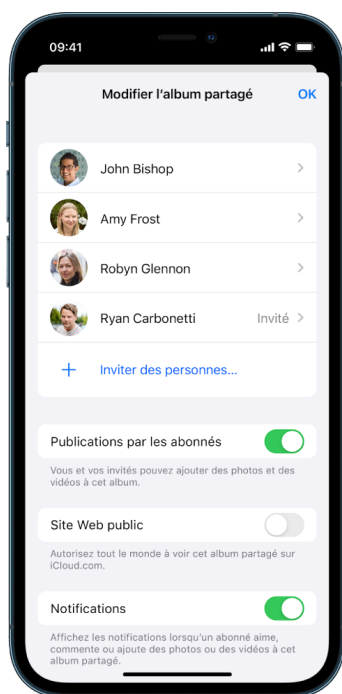 09:41
Modifier l'album partagé OK
John Bishop
Amy Frost
Robyn Glennon
Ryan Carbonetti Invité
Inviter des personnes...
Publications par les abonnés
Vous et vos invités pouvez ajouter des photos et des
vidéos à cet album.
Site Web public
Autorisez tout le monde à voir cet album partagé sur
iCloud.com.
Notifications
Affichez les notifications lorsqu'un abonné aime,
commente ou ajoute des photos ou des vidéos à cet
album partagé.